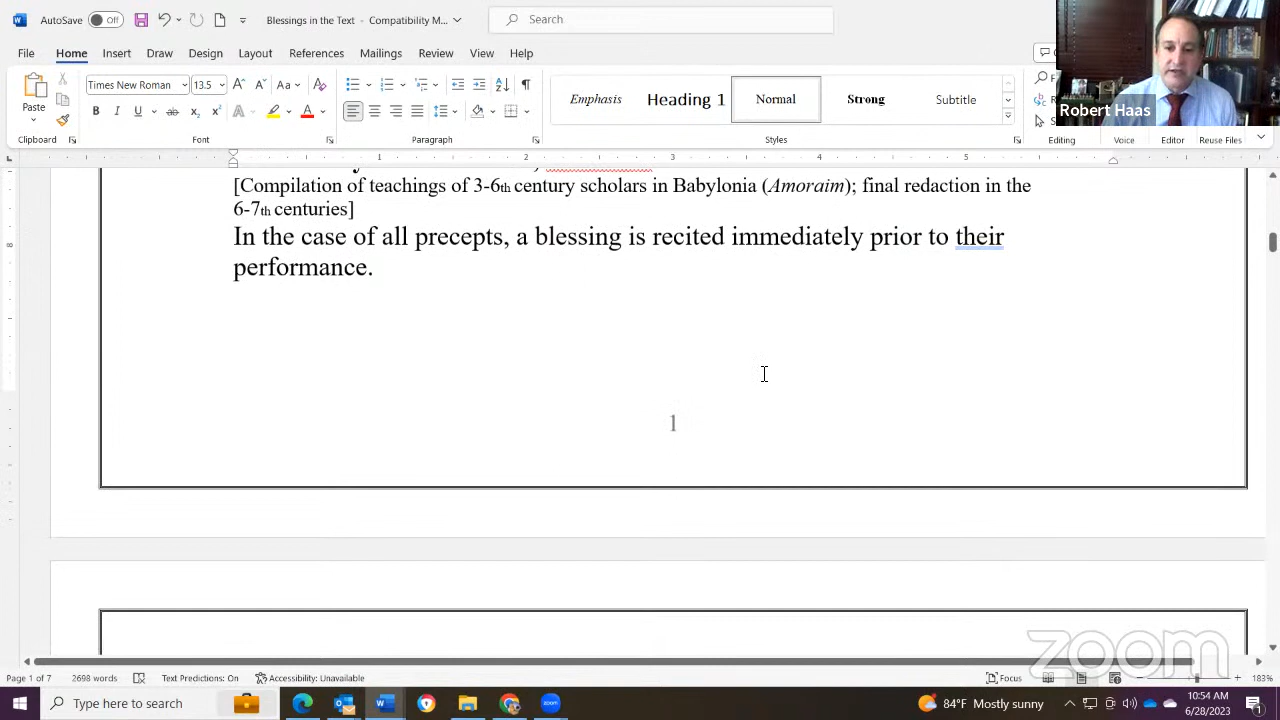 AutoSave Off Blessings in the Text - Compatibility M... Search
File Home Insert Draw Design Layout References Mailings Review View Help
Paste Times New Roman 13.5 Emphasis Heading 1 Normal Strong Subtitle
Clipboard Font Paragraph Styles Editing Voice Editor Reuse Files
Robert Haas
1 2 3 4 5
[Compilation of teachings of 3-6th century scholars in Babylonia (Amoraim); final redaction in the
6-7th centuries]
In the case of all precepts, a blessing is recited immediately prior to their
performance.
1
zoom
Page 1 of 7 2698 words Text Predictions: On Accessibility: Unavailable Focus 183%
Type here to search 84°F Mostly sunny 10:54 AM
6/28/2023